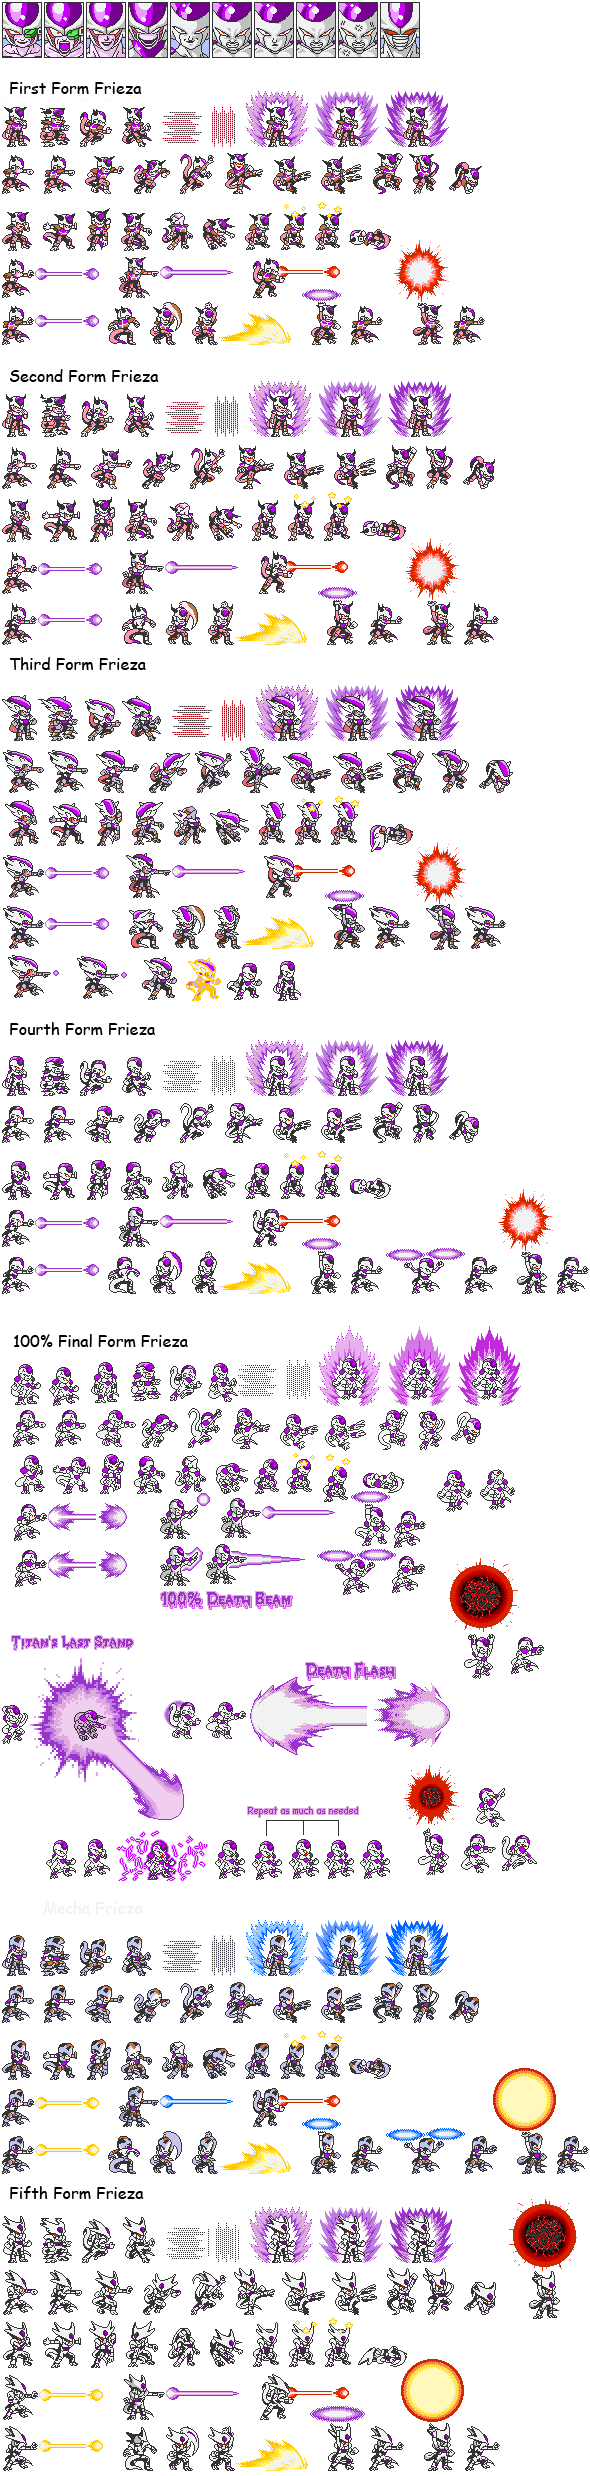 First Form Frieza
Second Form Frieza
Third Form Frieza
Fourth Form Frieza
100% Final Form Frieza
100% Death Beam
Titan's Last Stand
Death Flash
Repeat as much as needed
Mecha Frieza
Fifth Form Frieza